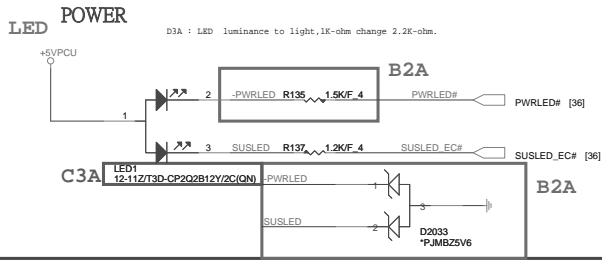 LED POWER
D3A : LED luminance to light,1K-ohm change 2.2K-ohm.
+5VPCU
B2A
2 -PWRLED R135 1.5K/F_4 PWRLED# PWRLED# [36]
1
3 SUSLED R137 1.2K/F_4 SUSLED_EC# SUSLED_EC# [36]
C3A
LED1
12-11Z/T3D-CP2Q2B12Y/2C(QN)
-PWRLED 1
B2A
3
SUSLED 2
D2033
*PJMBZ5V6